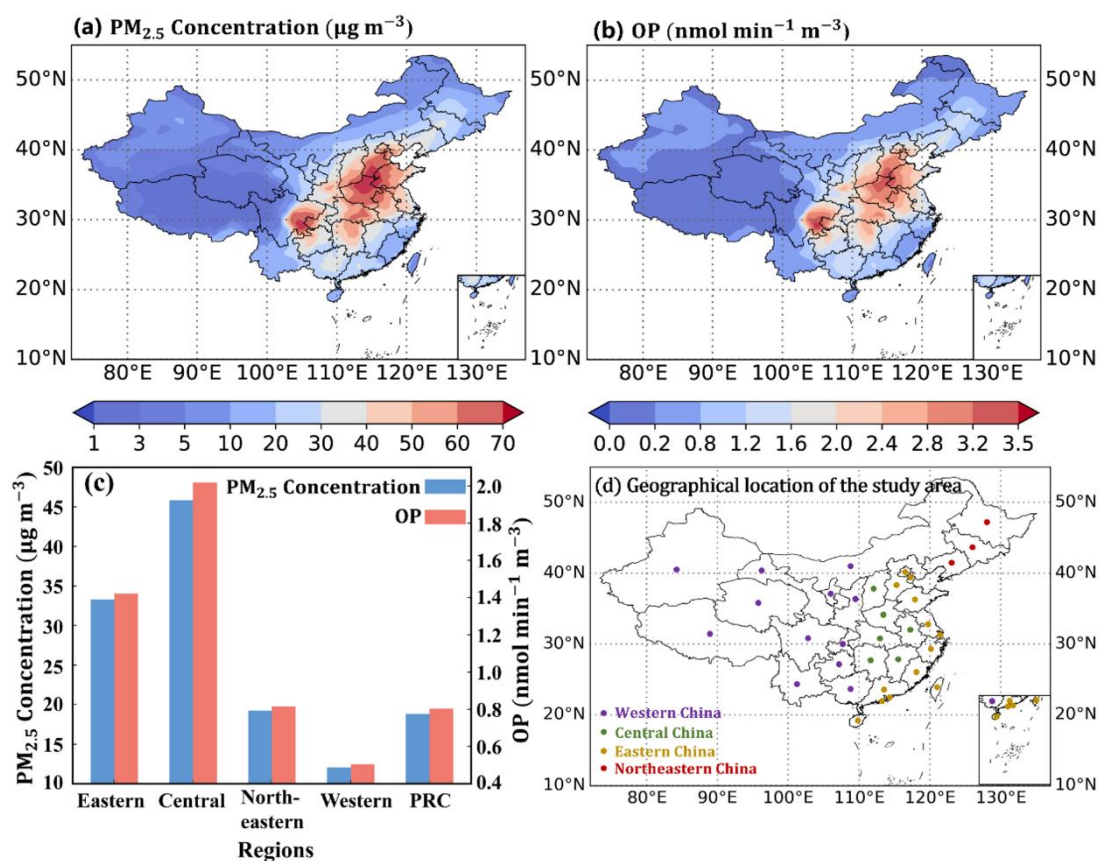 (a) PM₂.₅ Concentration (μg m⁻³)
50°N
40°N
30°N
20°N
10°N
80°E 90°E 100°E 110°E 120°E 130°E
1 3 5 10 20 30 40 50 60 70
(b) OP (nmol min⁻¹ m⁻³)
50°N 50°N
40°N 40°N
30°N 30°N
20°N 20°N
10°N 10°N
80°E 90°E 100°E 110°E 120°E 130°E
0.0 0.2 0.8 1.2 1.6 2.0 2.4 2.8 3.2 3.5
(c)
PM₂.₅ Concentration
OP
PM₂.₅ Concentration (μg m⁻³)
50
45
40
35
30
25
20
15
10
OP (nmol min⁻¹ m⁻³)
2.0
1.8
1.6
1.4
1.2
1.0
0.8
0.6
0.4
Eastern Central North-eastern Western PRC
Regions
(d) Geographical location of the study area
50°N 50°N
40°N 40°N
30°N 30°N
20°N 20°N
10°N 10°N
Western China
Central China
Eastern China
Northeastern China
80°E 90°E 100°E 110°E 120°E 130°E